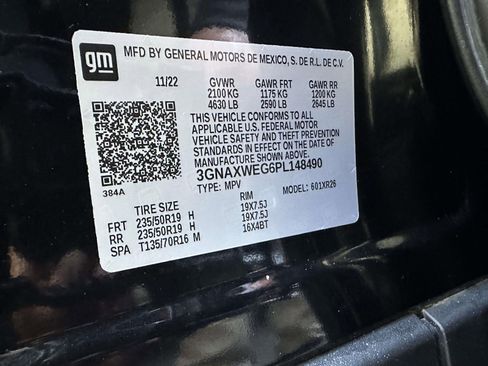 gm
MFD BY GENERAL MOTORS DE MEXICO, S. DE R.L. DE C.V.
11/22 GVWR GAWR FRT GAWR RR
2100 KG 1175 KG 1200 KG
4630 LB 2590 LB 2645 LB
THIS VEHICLE CONFORMS TO ALL
APPLICABLE U.S. FEDERAL MOTOR
VEHICLE SAFETY AND THEFT
PREVENTION STANDARDS IN EFFECT
ON THE DATE OF MANUFACTURE
SHOWN ABOVE.
3GNAXWEG6PL148490
TYPE: MPV MODEL: 601XR26
384A
TIRE SIZE RIM
FRT 235/50R19 H 19X7.5J
RR 235/50R19 H 19X7.5J
SPA T135/70R16 M 16X4BT